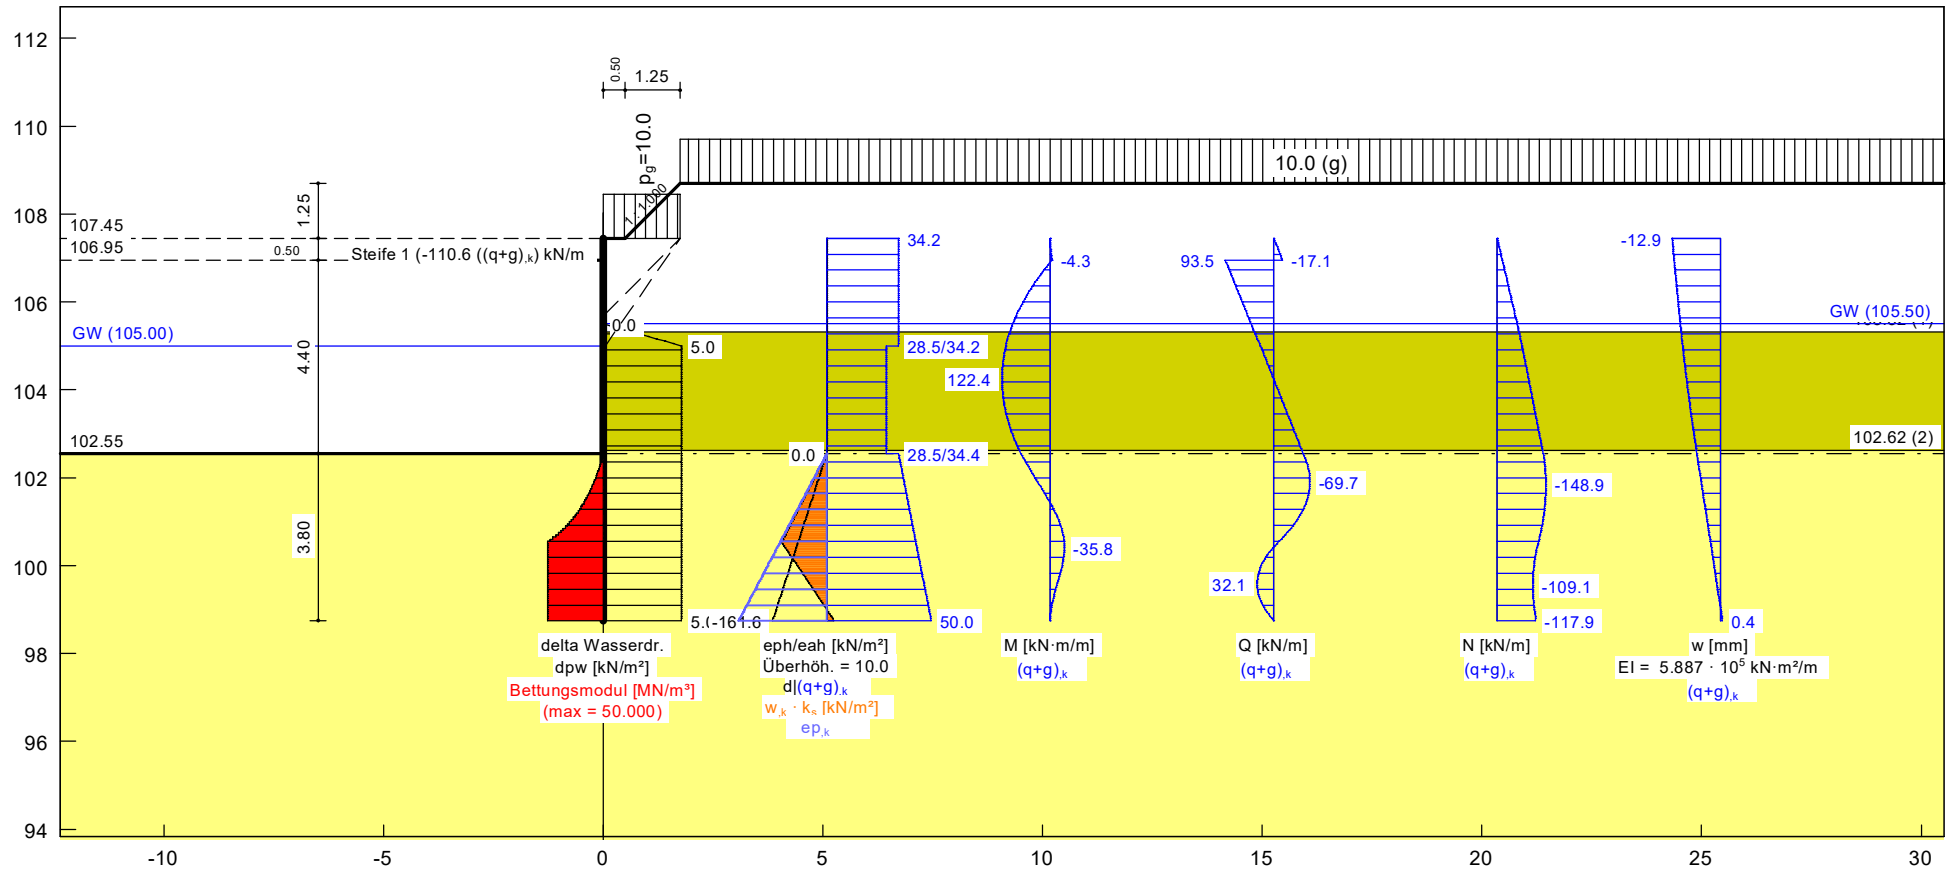 112
110
108
106
104
102
100
98
96
94
-10
-5
0
5
10
15
20
25
30
0.50
1.25
pg=10.0
1 : 1.000
10.0 (g)
1.25
107.45
106.95
0.50
Steife 1 (-110.6 ((q+g),k) kN/m
GW (105.00)
4.40
102.55
3.80
GW (105.50)
102.62 (2)
0.0
5.0
34.2
28.5/34.2
0.0
28.5/34.4
50.0
-161.6
-4.3
122.4
-35.8
93.5
-17.1
-69.7
32.1
-148.9
-109.1
-117.9
-12.9
0.4
delta Wasserdr.
dpw [kN/m²]
Bettungsmodul [MN/m³]
(max = 50.000)
eph/eah [kN/m²]
Überhöh. = 10.0
d|(q+g),k
w,k · ks [kN/m²]
ep,k
M [kN·m/m]
(q+g),k
Q [kN/m]
(q+g),k
N [kN/m]
(q+g),k
w [mm]
EI = 5.887 · 10⁵ kN·m²/m
(q+g),k